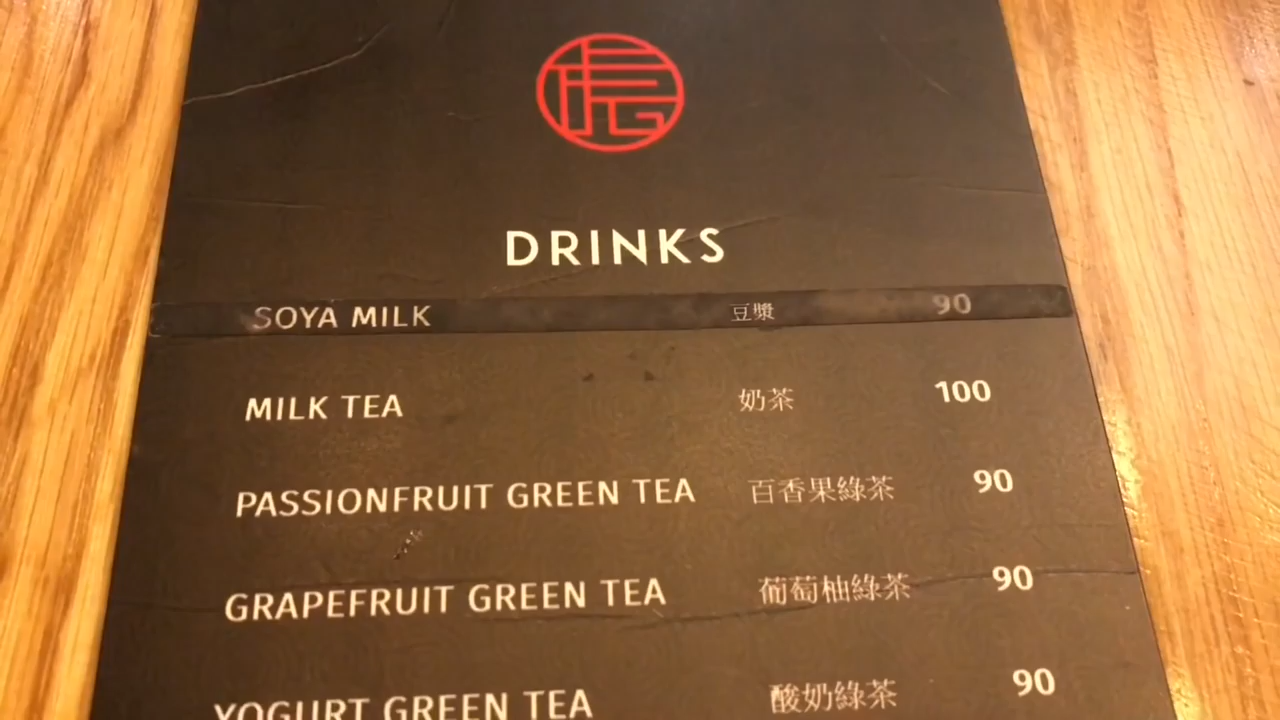 DRINKS
SOYA MILK 豆漿 90
MILK TEA 奶茶 100
PASSIONFRUIT GREEN TEA 百香果綠茶 90
GRAPEFRUIT GREEN TEA 葡萄柚綠茶 90
YOGURT GREEN TEA 酸奶綠茶 90